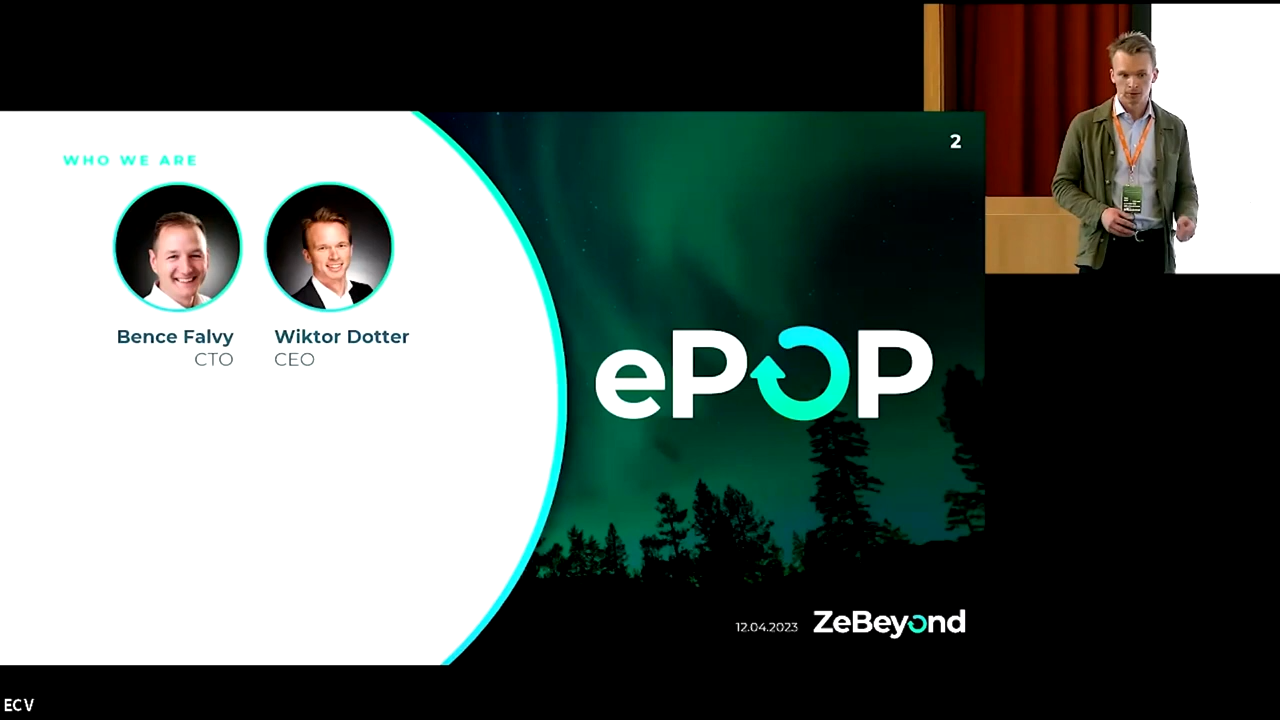 WHO WE ARE
2
Bence Falvy
CTO
Wiktor Dotter
CEO
ePOP
12.04.2023
ZeBeyond
ECV